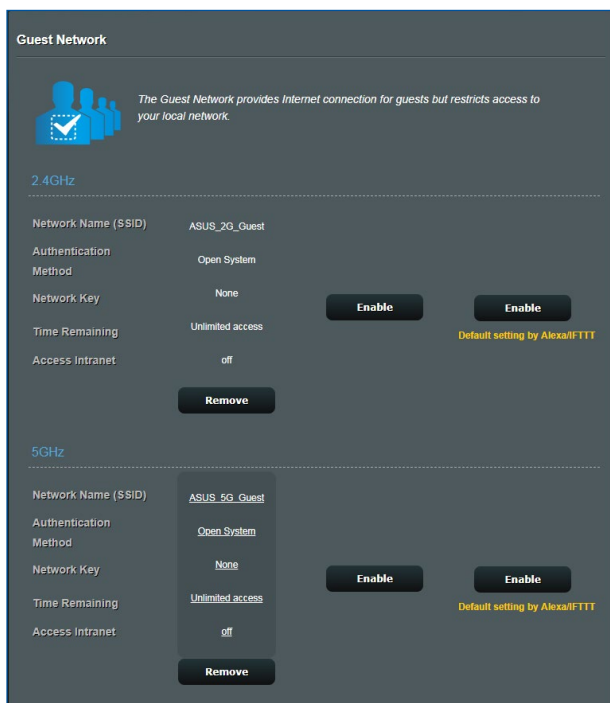 Guest Network
The Guest Network provides Internet connection for guests but restricts access to
your local network.
2.4GHz
Network Name (SSID) ASUS_2G_Guest
Authentication
Method
Open System
Network Key None
Enable Enable
Time Remaining Unlimited access
Default setting by Alexa/IFTTT
Access Intranet off
Remove
5GHz
Network Name (SSID) ASUS_5G_Guest
Authentication
Method
Open System
Network Key None
Enable Enable
Time Remaining Unlimited access
Default setting by Alexa/IFTTT
Access Intranet off
Remove